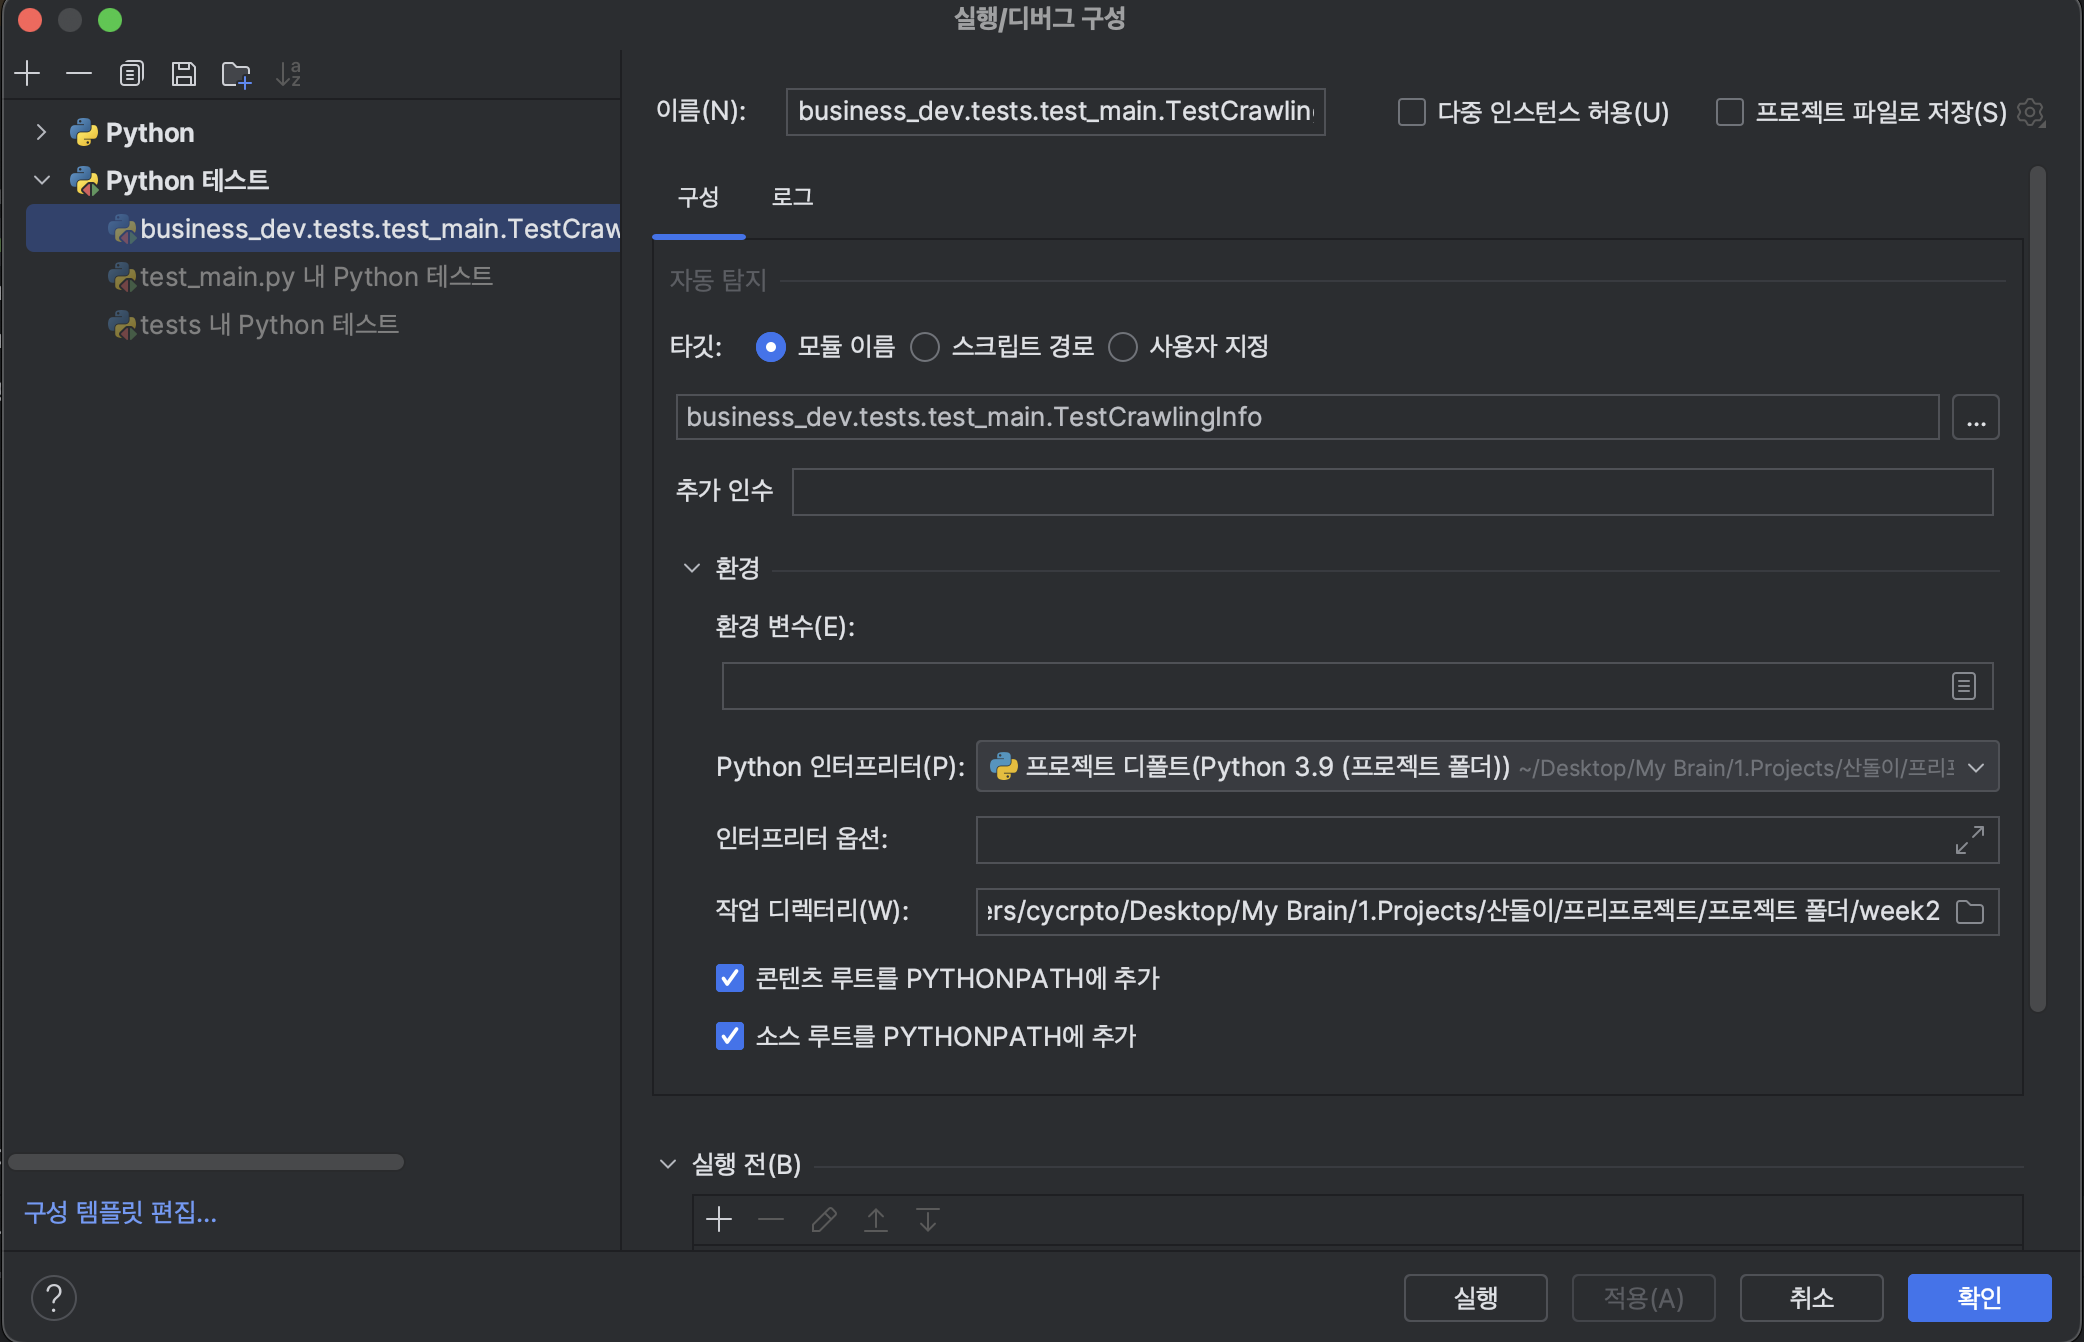 실행/디버그 구성
Python
Python 테스트
business_dev.tests.test_main.TestCraw
test_main.py 내 Python 테스트
tests 내 Python 테스트
구성 템플릿 편집...
이름(N):
business_dev.tests.test_main.TestCrawlin
다중 인스턴스 허용(U)
프로젝트 파일로 저장(S)
구성
로그
자동 탐지
타깃:
모듈 이름
스크립트 경로
사용자 지정
business_dev.tests.test_main.TestCrawlingInfo
...
추가 인수
환경
환경 변수(E):
Python 인터프리터(P):
프로젝트 디폴트(Python 3.9 (프로젝트 폴더)) ~/Desktop/My Brain/1.Projects/산돌이/프리
인터프리터 옵션:
작업 디렉터리(W):
ers/cycrpto/Desktop/My Brain/1.Projects/산돌이/프리프로젝트/프로젝트 폴더/week2
콘텐츠 루트를 PYTHONPATH에 추가
소스 루트를 PYTHONPATH에 추가
실행 전(B)
?
실행
적용(A)
취소
확인